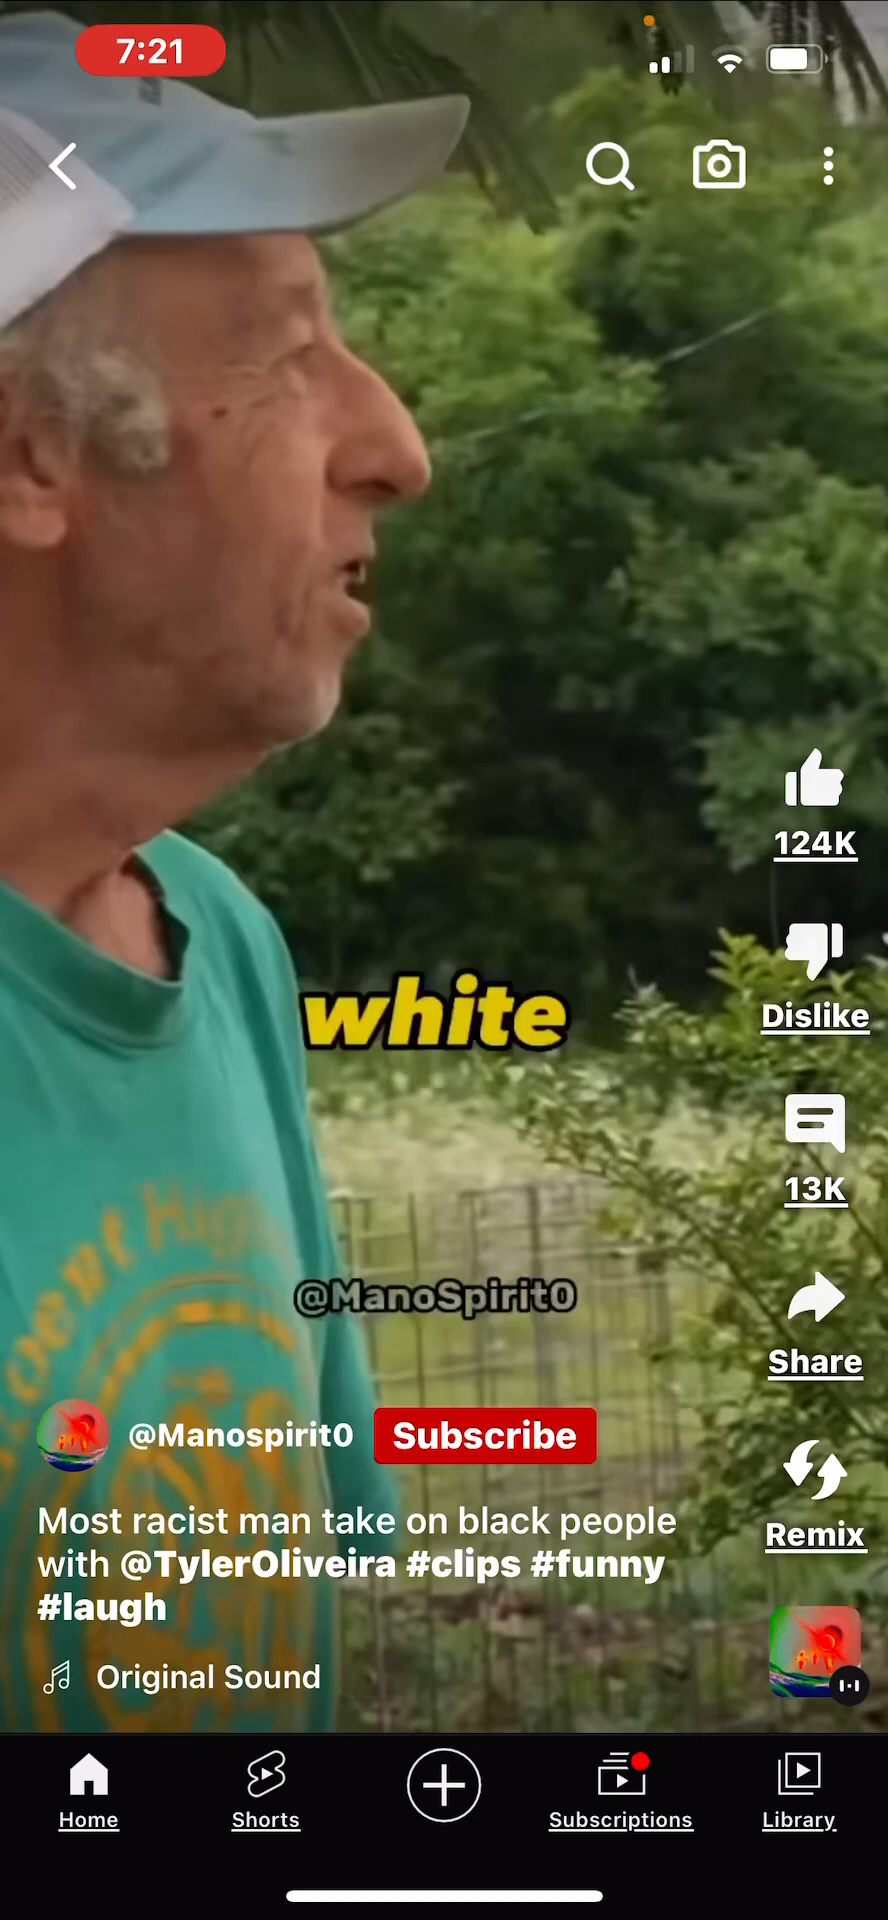 7:21
white
124K
Dislike
13K
@ManoSpirit0
Share
@Manospirit0 Subscribe
Most racist man take on black people
with @TylerOliveira #clips #funny
#laugh
Remix
Original Sound
Home Shorts Subscriptions Library